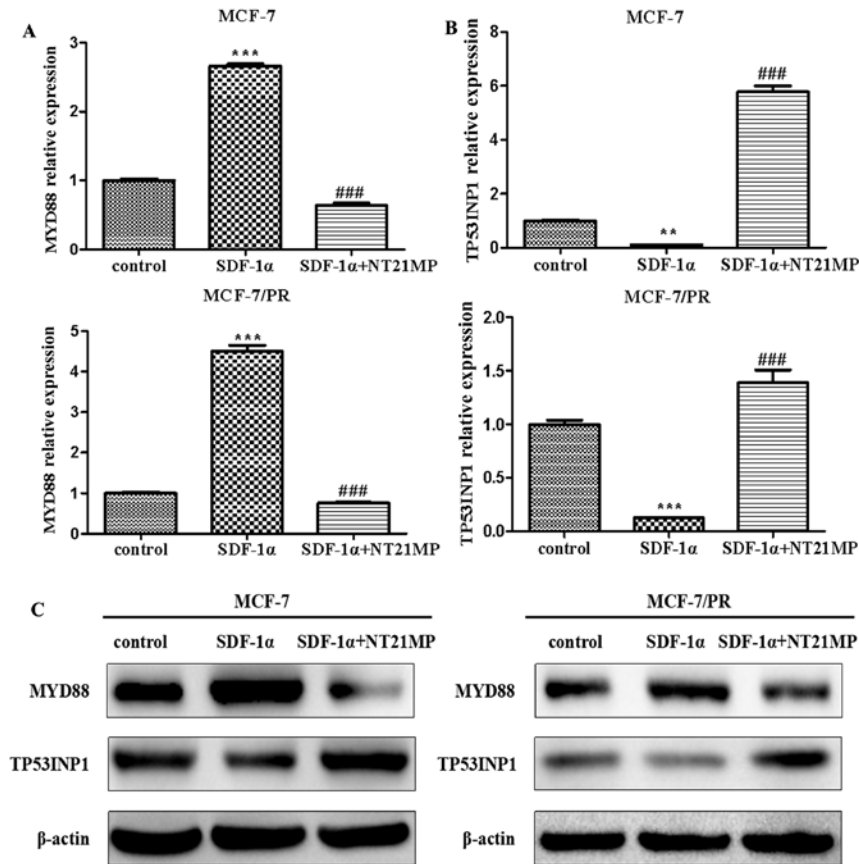 A
MCF-7
MYD88 relative expression
3
2
1
0
***
###
control SDF-1α SDF-1α+NT21MP
B
MCF-7
TP53INP1 relative expression
8
6
4
2
0
**
###
control SDF-1α SDF-1α+NT21MP
MCF-7/PR
MYD88 relative expression
5
4
3
2
1
0
***
###
control SDF-1α SDF-1α+NT21MP
MCF-7/PR
TP53INP1 relative expression
2.0
1.5
1.0
0.5
0.0
***
###
control SDF-1α SDF-1α+NT21MP
C
MCF-7
control SDF-1α SDF-1α+NT21MP
MYD88
TP53INP1
β-actin
MCF-7/PR
control SDF-1α SDF-1α+NT21MP
MYD88
TP53INP1
β-actin